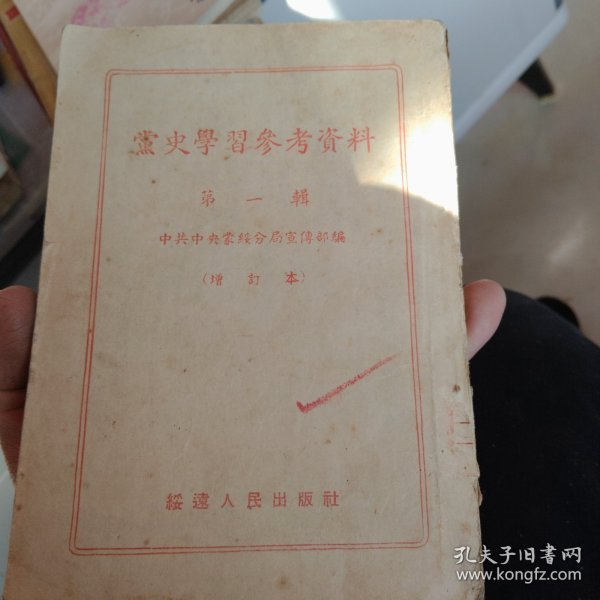 黨史學習參考資料
第一輯
中共中央蒙綏分局宣傳部編
（增訂本）
綏遠人民出版社
孔夫子旧書网
www.kongfz.com